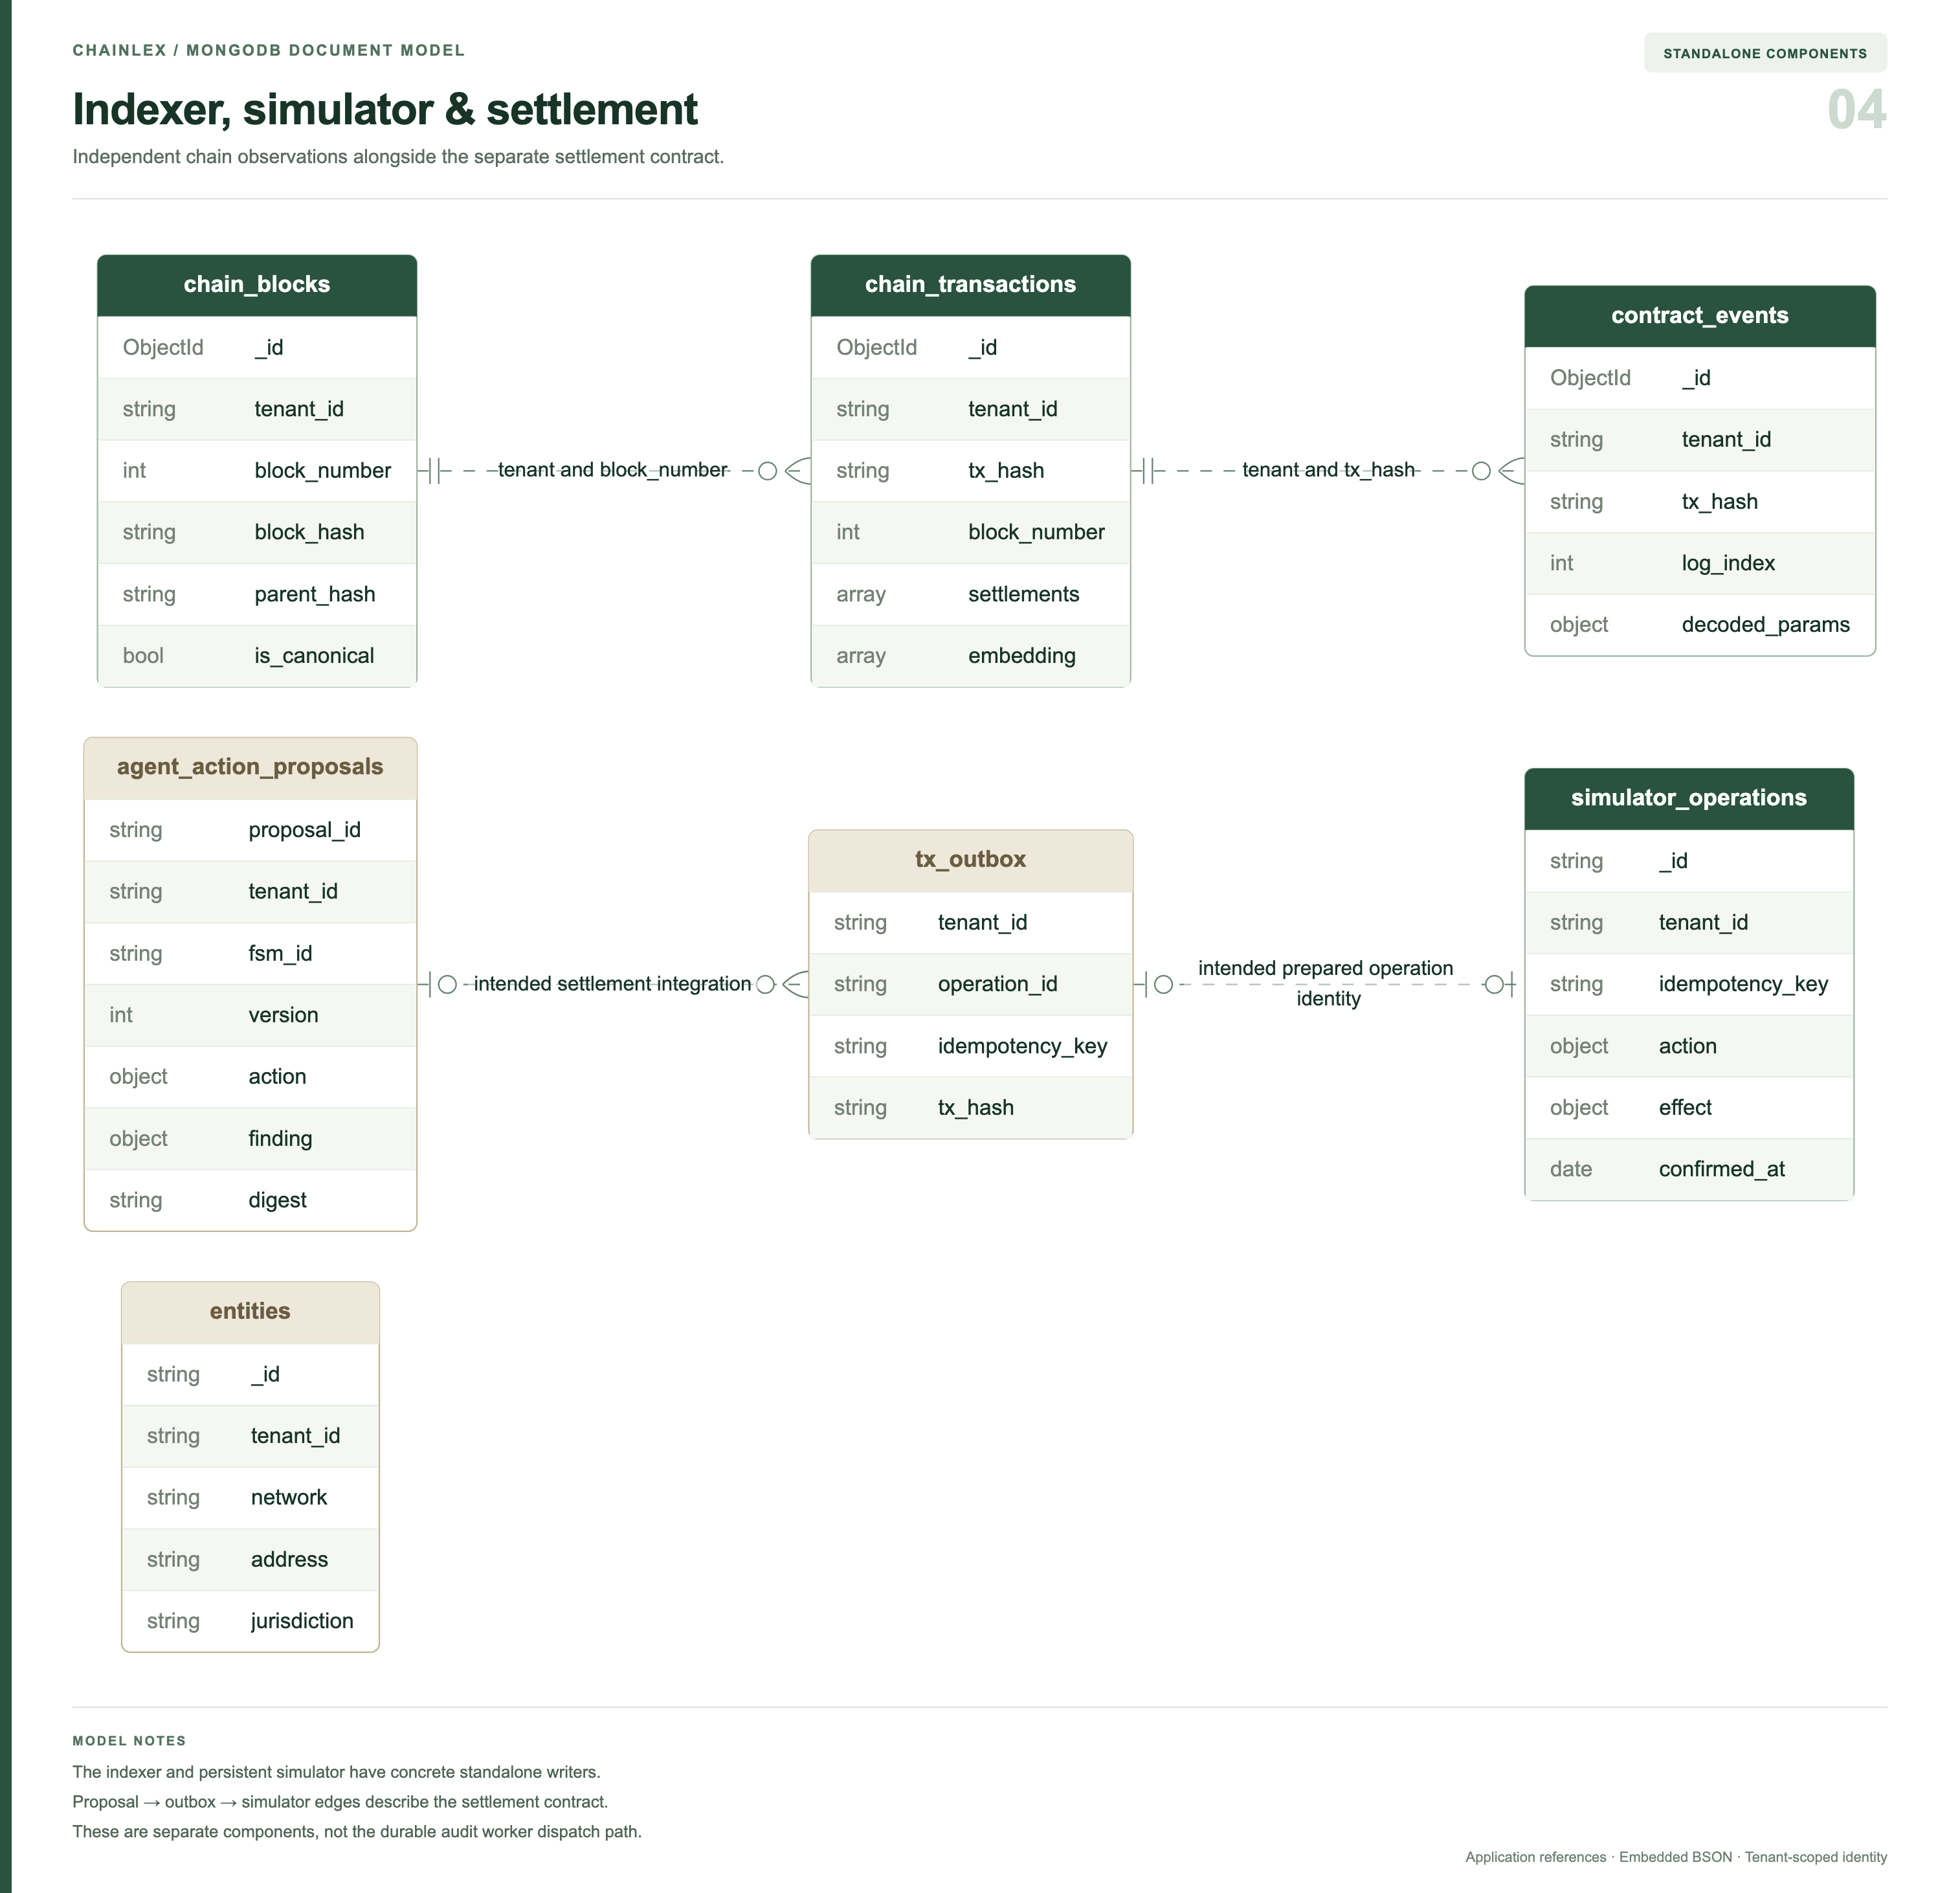 CHAINLEX / MONGODB DOCUMENT MODEL
STANDALONE COMPONENTS
04
Indexer, simulator & settlement
Independent chain observations alongside the separate settlement contract.
chain_blocks
ObjectId _id
string tenant_id
int block_number
string block_hash
string parent_hash
bool is_canonical
tenant and block_number
chain_transactions
ObjectId _id
string tenant_id
string tx_hash
int block_number
array settlements
array embedding
tenant and tx_hash
contract_events
ObjectId _id
string tenant_id
string tx_hash
int log_index
object decoded_params
agent_action_proposals
string proposal_id
string tenant_id
string fsm_id
int version
object action
object finding
string digest
intended settlement integration
tx_outbox
string tenant_id
string operation_id
string idempotency_key
string tx_hash
intended prepared operation
identity
simulator_operations
string _id
string tenant_id
string idempotency_key
object action
object effect
date confirmed_at
entities
string _id
string tenant_id
string network
string address
string jurisdiction
MODEL NOTES
The indexer and persistent simulator have concrete standalone writers.
Proposal → outbox → simulator edges describe the settlement contract.
These are separate components, not the durable audit worker dispatch path.
Application references · Embedded BSON · Tenant-scoped identity